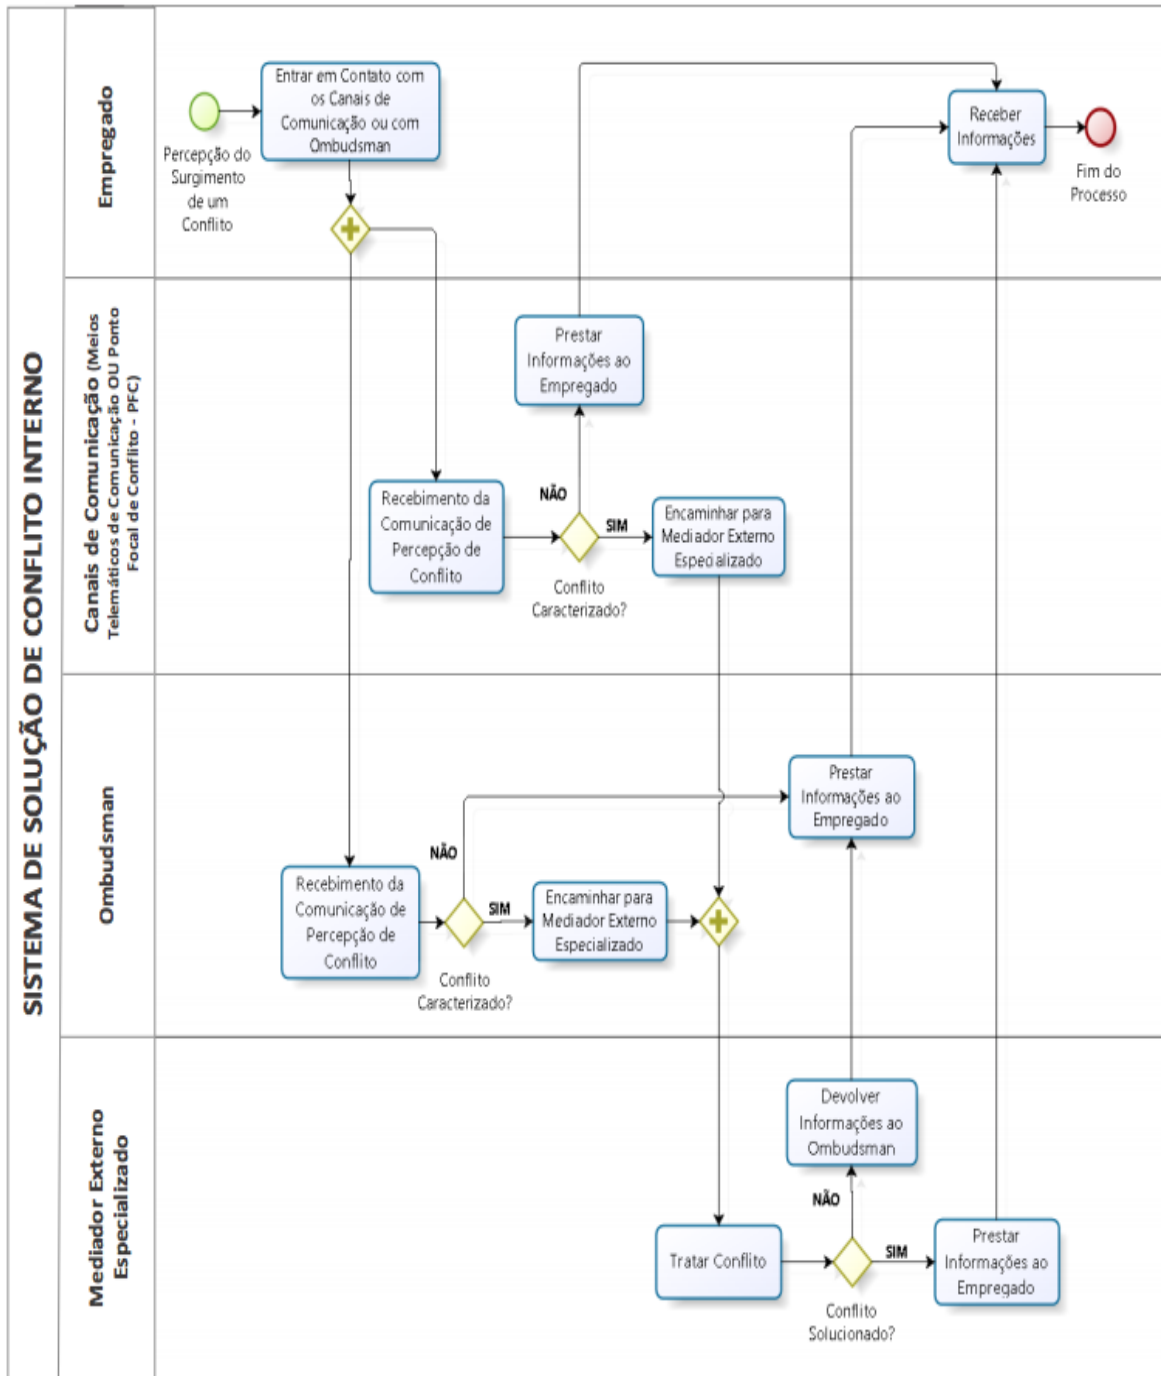 SISTEMA DE SOLUÇÃO DE CONFLITO INTERNO
Empregado
Percepção do
Surgimento
de um
Conflito
Entrar em Contato com
os Canais de
Comunicação ou com
Ombudsman
Receber
Informações
Fim do
Processo
Canais de Comunicação (Meios
Telemáticos de Comunicação OU Ponto
Focal de Conflito - PFC)
Recebimento da
Comunicação de
Percepção de
Conflito
Conflito
Caracterizado?
NÃO
SIM
Prestar
Informações ao
Empregado
Encaminhar para
Mediador Externo
Especializado
Ombudsman
Recebimento da
Comunicação de
Percepção de
Conflito
Conflito
Caracterizado?
NÃO
SIM
Encaminhar para
Mediador Externo
Especializado
Prestar
Informações ao
Empregado
Mediador Externo
Especializado
Tratar Conflito
Conflito
Solucionado?
NÃO
SIM
Devolver
Informações ao
Ombudsman
Prestar
Informações ao
Empregado